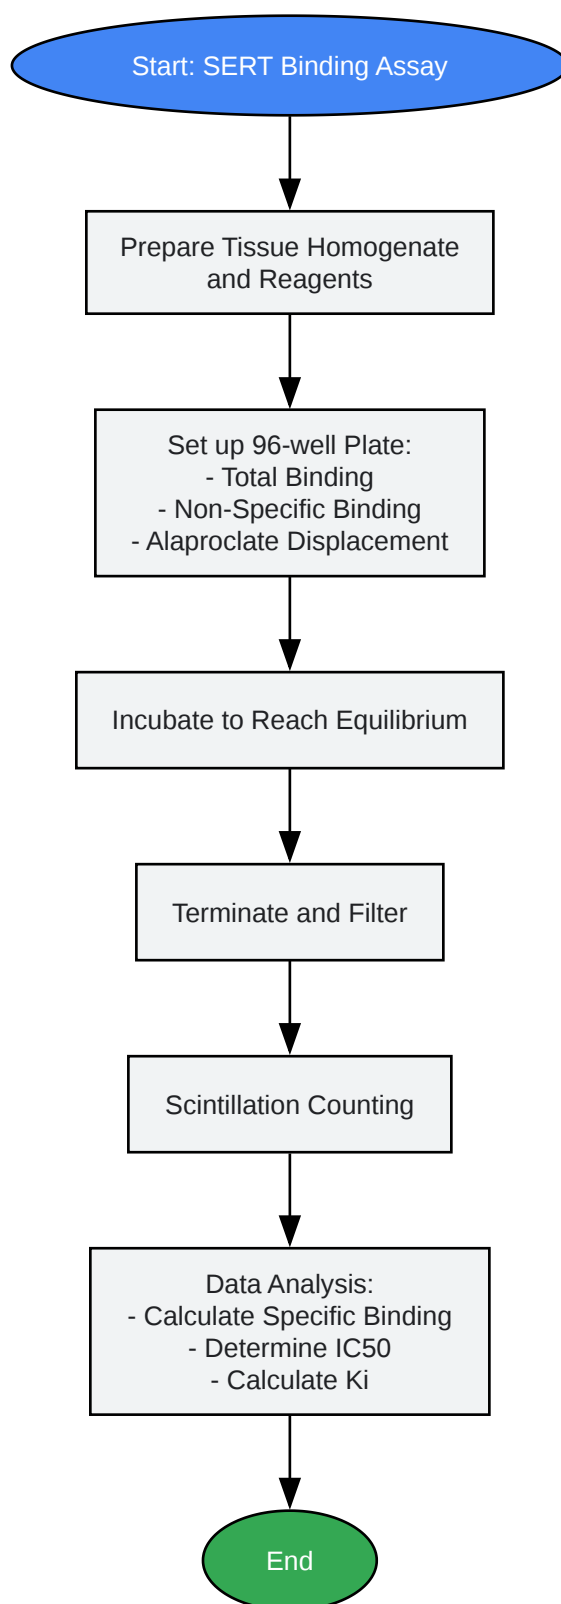 Start: SERT Binding Assay
Prepare Tissue Homogenate
and Reagents
Set up 96-well Plate:
- Total Binding
- Non-Specific Binding
- Alaproclate Displacement
Incubate to Reach Equilibrium
Terminate and Filter
Scintillation Counting
Data Analysis:
- Calculate Specific Binding
- Determine IC50
- Calculate Ki
End